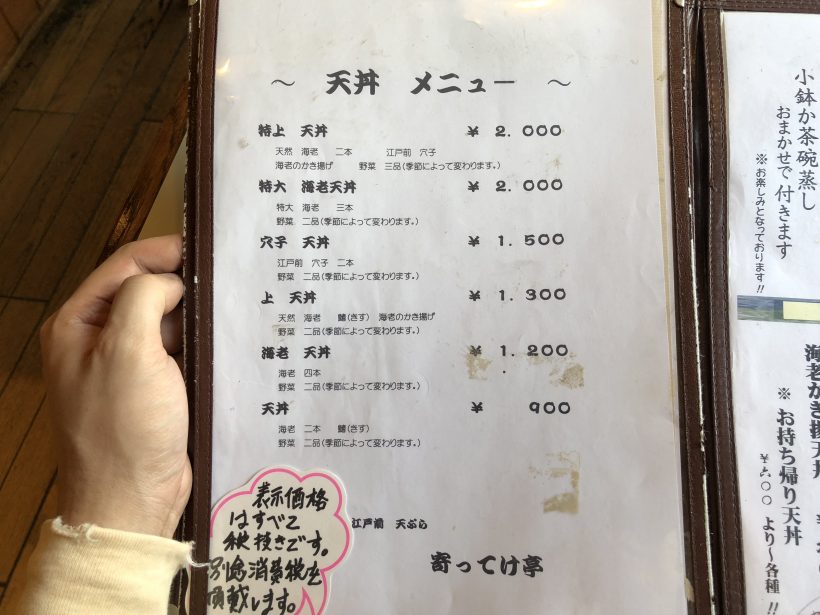 ～ 天丼 メニュー ～
特上 天丼 ￥ 2．000
天然 海老 二本 江戸前 穴子
海老のかき揚げ 野菜 三品(季節によって変わります｡)
特大 海老天丼 ￥ 2．000
特大 海老 三本
野菜 二品(季節によって変わります｡)
穴子 天丼 ￥ 1．500
江戸前 穴子 二本
野菜 二品(季節によって変わります｡)
上 天丼 ￥ 1．300
天然 海老 鱚(きす) 海老のかき揚げ
野菜 二品(季節によって変わります｡)
海老 天丼 ￥ 1．200
海老 四本
野菜 二品(季節によって変わります｡)
天丼 ￥ 900
海老 二本 鱚(きす)
野菜 二品(季節によって変わります｡)
表示価格
はすべて
税抜きです。
別途消費税を
頂戴します。
江戸前 天ぷら
寄ってけ亭
小鉢か茶碗蒸し
おまかせで 付きます
※お楽しみとなっております!!
海老かき揚天丼 ￥
※ お持ち帰り天丼
￥六〇〇 より～各種